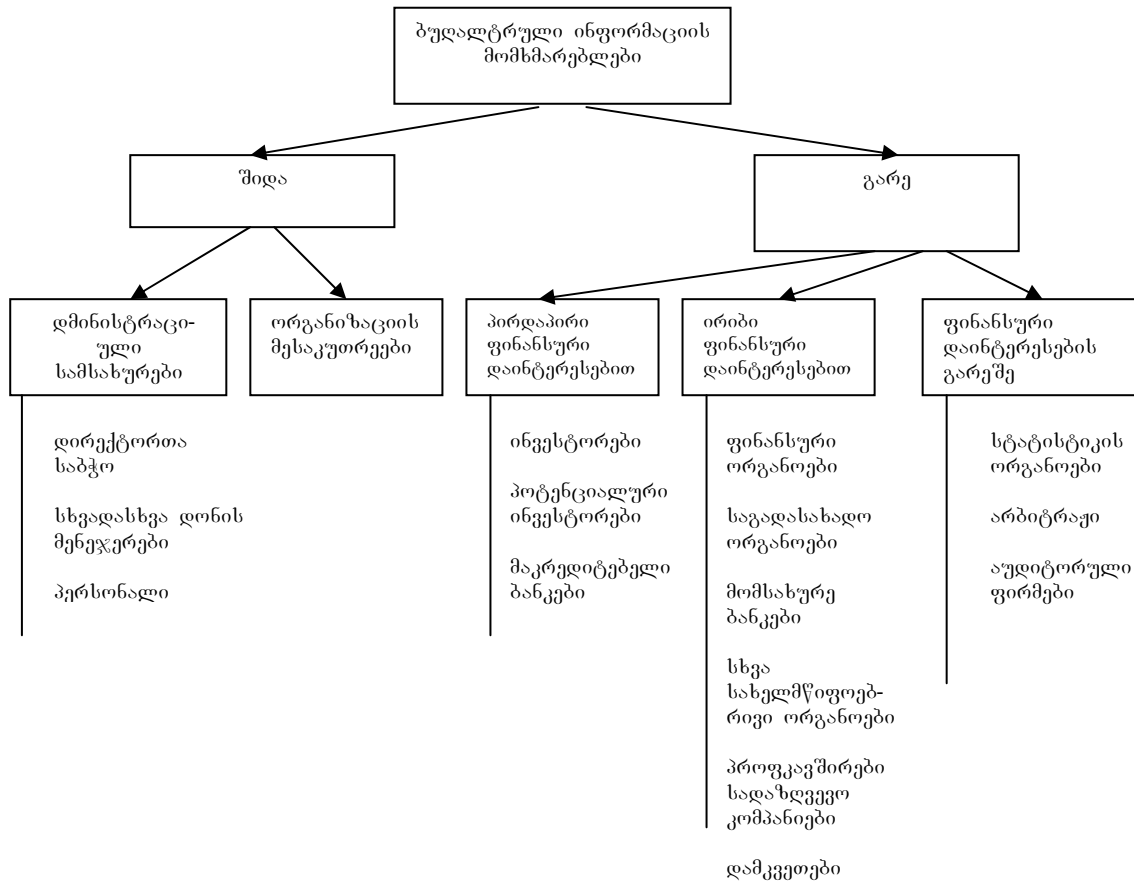 ბუღალტრული ინფორმაციის
მომხმარებლები
შიდა
გარე
დმინისტრაცი-
ული
სამსახურები
ორგანიზაციის
მესაკუთრეები
პირდაპირი
ფინანსური
დაინტერესებით
ირიბი
ფინანსური
დაინტერესებით
ფინანსური
დაინტერესების
გარეშე
დირექტორთა
საბჭო
სხვადასხვა დონის
მენეჯერები
პერსონალი
ინვესტორები
პოტენციალური
ინვესტორები
მაკრედიტებელი
ბანკები
ფინანსური
ორგანოები
საგადასახადო
ორგანოები
მომსახურე
ბანკები
სხვა
სახელმწიფოებ-
რივი ორგანოები
პროფკავშირები
სადაზღვევო
კომპანიები
დამკვეთები
სტატისტიკის
ორგანოები
არბიტრაჟი
აუდიტორული
ფირმები